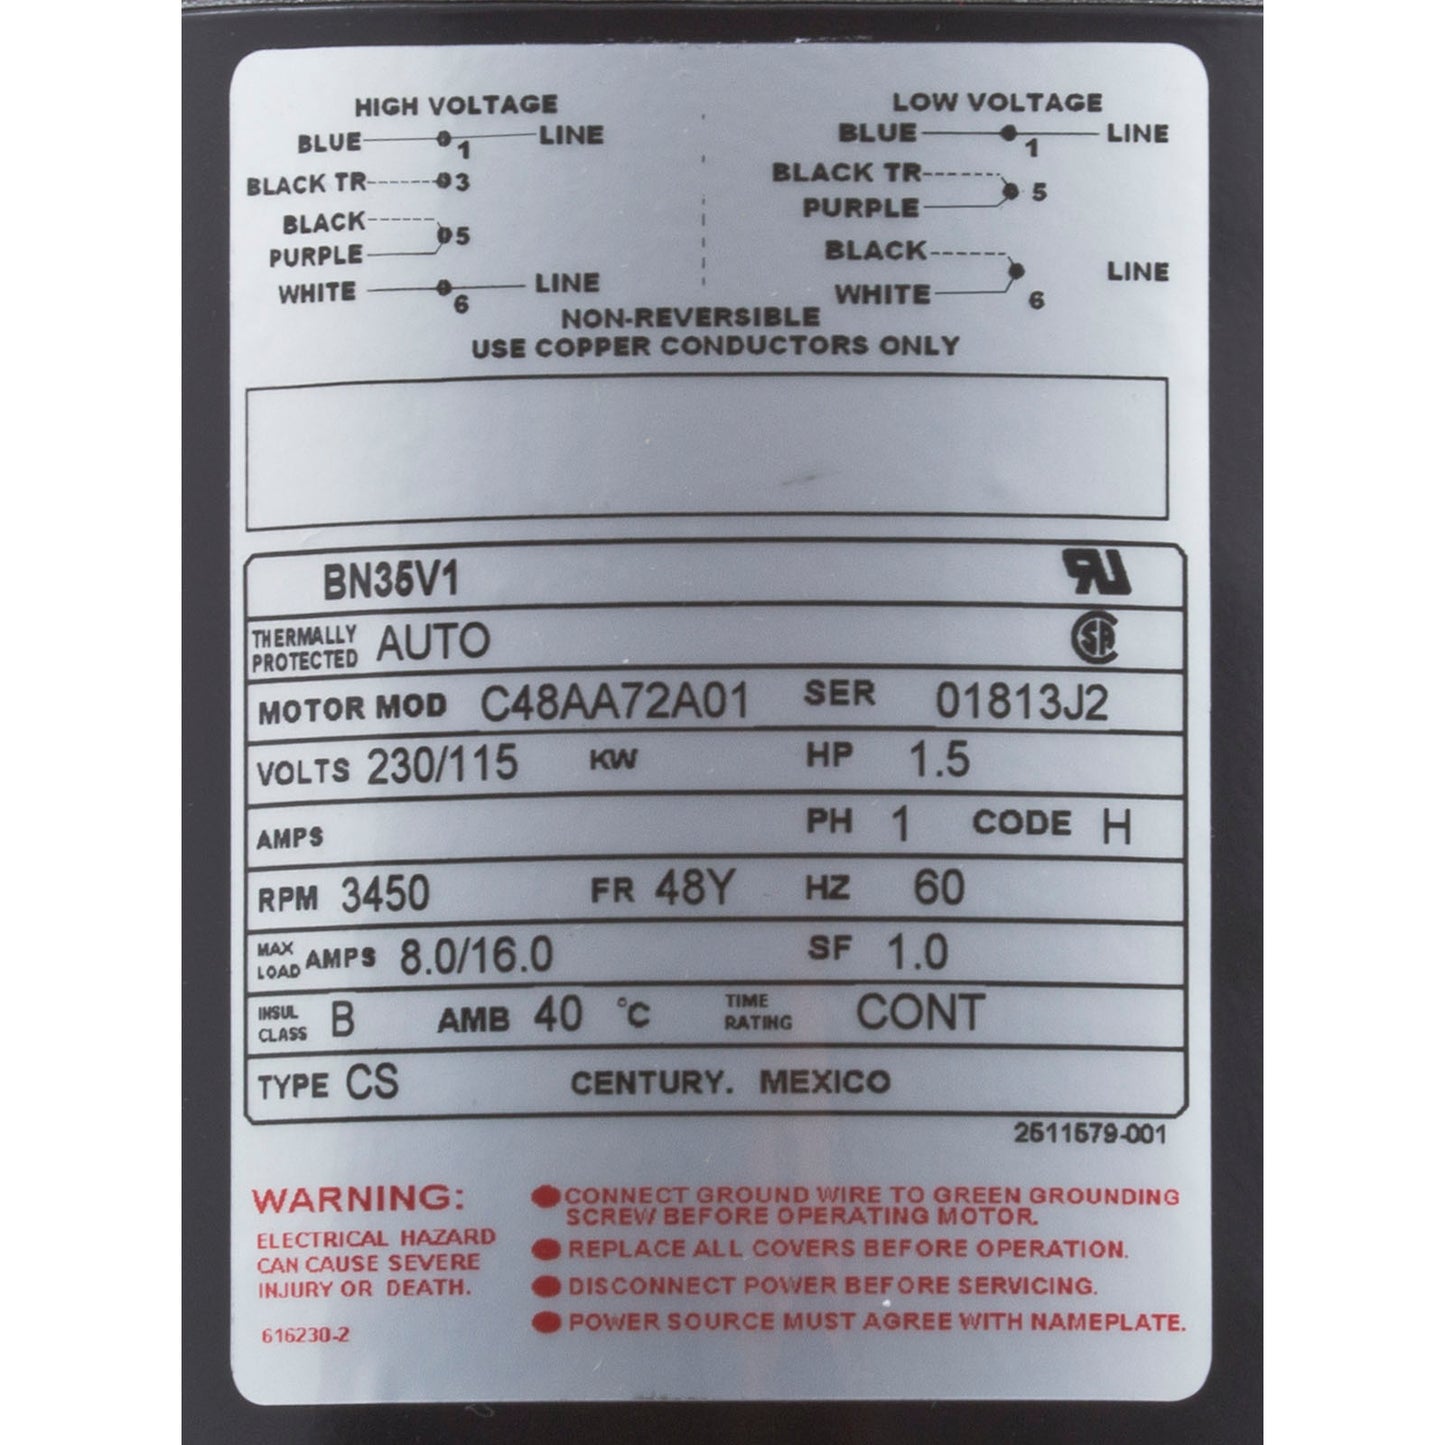 HIGH VOLTAGE
BLUE 1 LINE
BLACK TR 3
BLACK
5
PURPLE
WHITE 6 LINE
LOW VOLTAGE
BLUE 1 LINE
BLACK TR
5
PURPLE
BLACK
LINE
WHITE 6
NON-REVERSIBLE
USE COPPER CONDUCTORS ONLY
BN35V1
THERMALLY PROTECTED AUTO
MOTOR MOD C48AA72A01 SER 01813J2
VOLTS 230/115 KW HP 1.5
AMPS PH 1 CODE H
RPM 3450 FR 48Y HZ 60
MAX LOAD AMPS 8.0/16.0 SF 1.0
INSUL CLASS B AMB 40 °C TIME RATING CONT
TYPE CS CENTURY. MEXICO
2511579-001
WARNING:
ELECTRICAL HAZARD
CAN CAUSE SEVERE
INJURY OR DEATH.
616230-2
CONNECT GROUND WIRE TO GREEN GROUNDING
SCREW BEFORE OPERATING MOTOR.
REPLACE ALL COVERS BEFORE OPERATION.
DISCONNECT POWER BEFORE SERVICING.
POWER SOURCE MUST AGREE WITH NAMEPLATE.